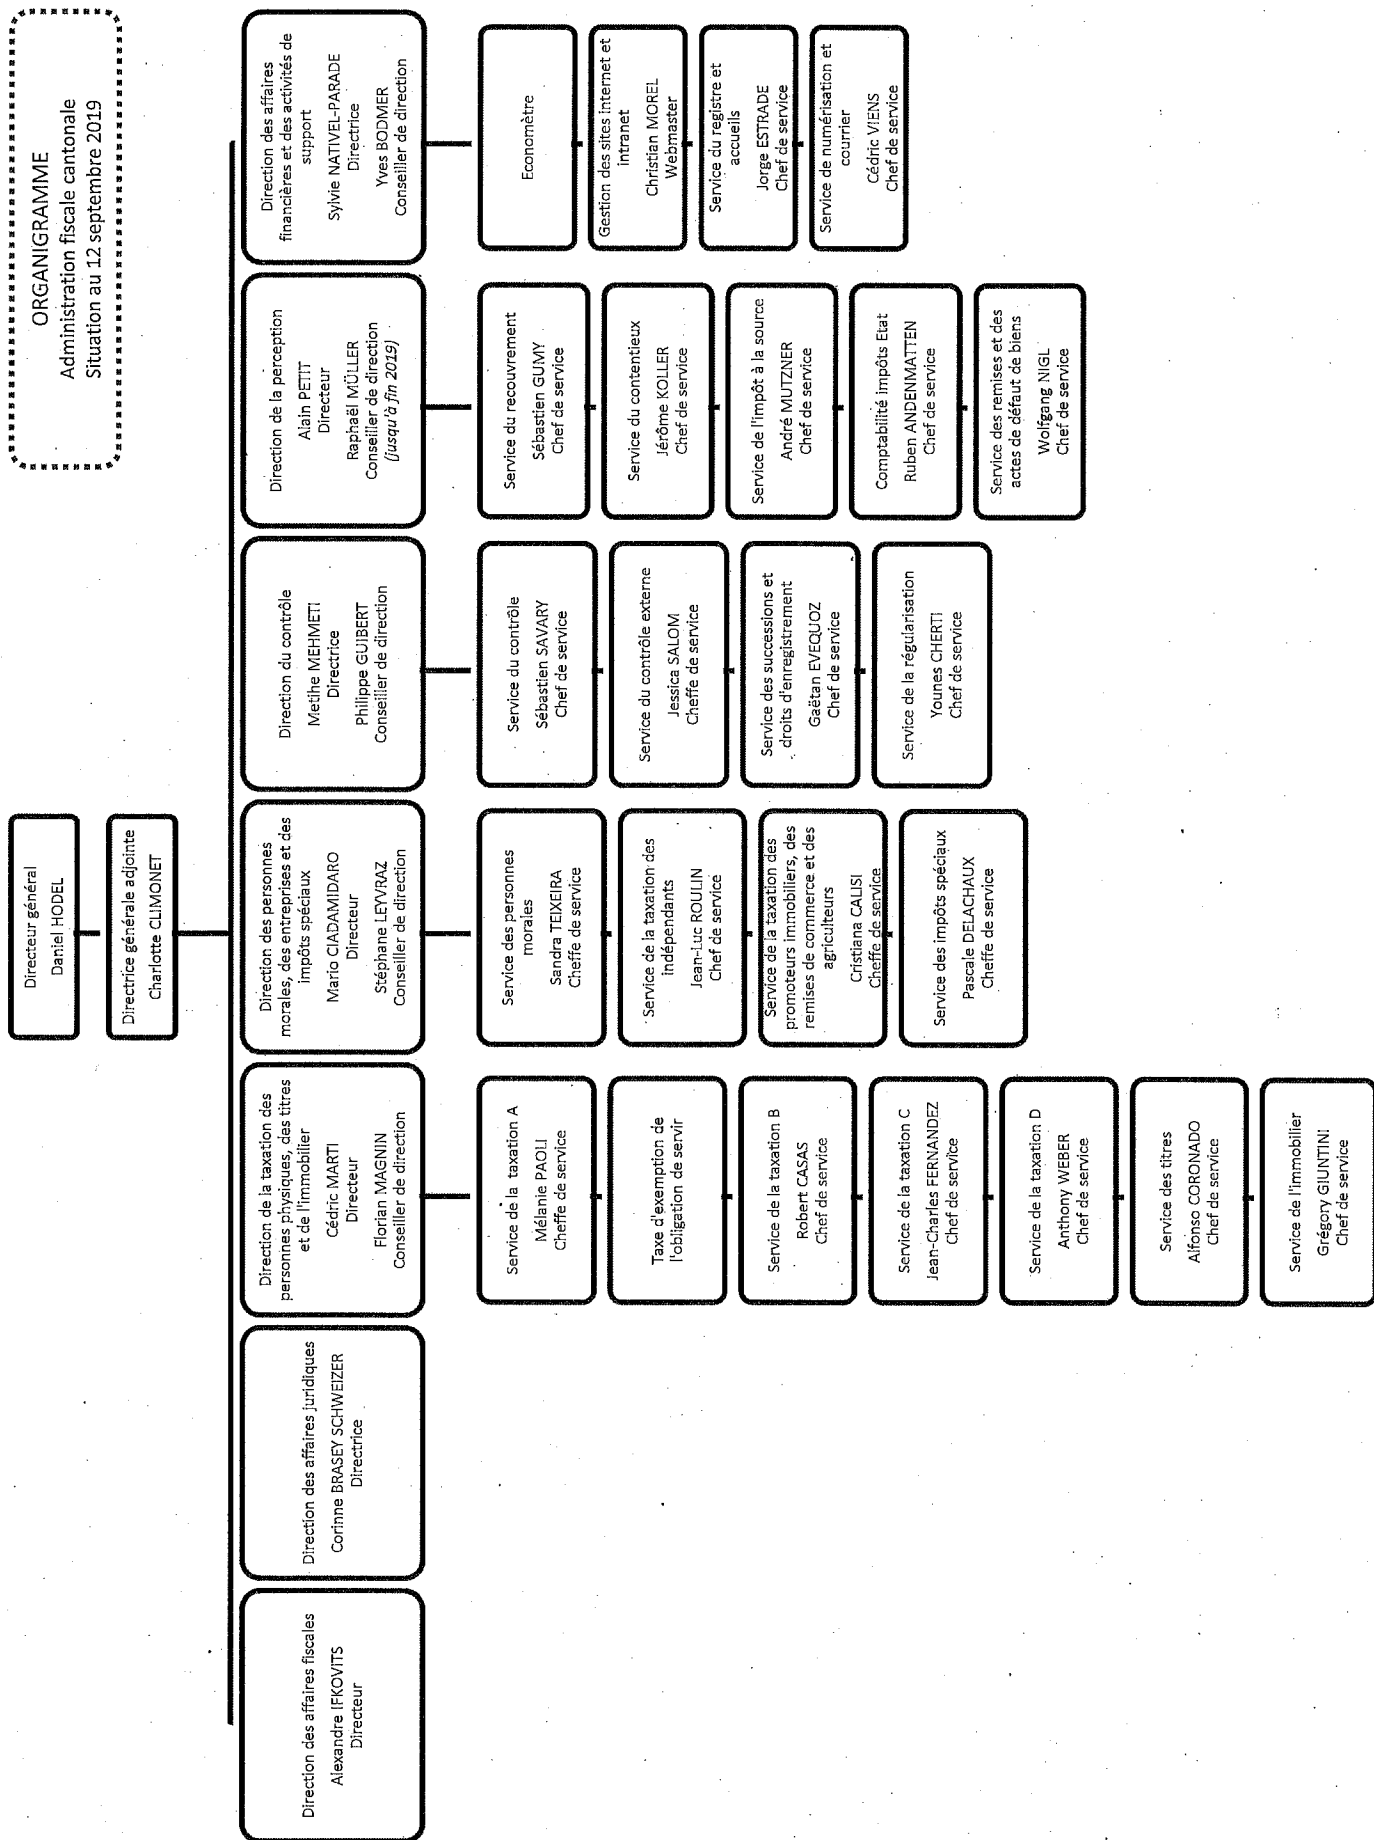 ORGANIGRAMME
Administration fiscale cantonale
Situation au 12 septembre 2019
Directeur général
Daniel HODEL
Directrice générale adjointe
Charlotte CLIMONET
Direction des affaires fiscales
Alexandre IFKOVITS
Directeur
Direction des affaires juridiques
Corinne BRASEY SCHWEIZER
Directrice
Direction de la taxation des
personnes physiques, des titres
et de l'immobilier
Cédric MARTI
Directeur
Florian MAGNIN
Conseiller de direction
Service de la taxation A
Mélanie PAOLI
Cheffe de service
Taxe d'exemption de
l'obligation de servir
Service de la taxation B
Robert CASAS
Chef de service
Service de la taxation C
Jean-Charles FERNANDEZ
Chef de service
Service de la taxation D
Anthony WEBER
Chef de service
Service des titres
Alfonso CORONADO
Chef de service
Service de l'immobilier
Grégory GIUNTINI
Chef de service
Direction des personnes
morales, des entreprises et des
impôts spéciaux
Mario CIADAMIDARO
Directeur
Stéphane LEYVRAZ
Conseiller de direction
Service des personnes
morales
Sandra TEIXEIRA
Cheffe de service
Service de la taxation des
indépendants
Jean-Luc ROULIN
Chef de service
Service de la taxation des
promoteurs immobiliers, des
remises de commerce et des
agriculteurs
Cristiana CALISI
Cheffe de service
Service des impôts spéciaux
Pascale DELACHAUX
Cheffe de service
Direction du contrôle
Metihe MEHMETI
Directrice
Philippe GUIBERT
Conseiller de direction
Service du contrôle
Sébastien SAVARY
Chef de service
Service du contrôle externe
Jessica SALOM
Cheffe de service
Service des successions et
droits d'enregistrement
Gaëtan EVEQUOZ
Chef de service
Service de la régularisation
Younes CHERTI
Chef de service
Direction de la perception
Alain PETIT
Directeur
Raphaël MÜLLER
Conseiller de direction
(jusqu'à fin 2019)
Service du recouvrement
Sébastien GUMY
Chef de service
Service du contentieux
Jérôme KOLLER
Chef de service
Service de l'impôt à la source
André MUTZNER
Chef de service
Comptabilité impôts Etat
Ruben ANDENMATTEN
Chef de service
Service des remises et des
actes de défaut de biens
Wolfgang NIGL
Chef de service
Direction des affaires
financières et des activités de
support
Sylvie NATIVEL-PARADE
Directrice
Yves BODMER
Conseiller de direction
Economètre
Gestion des sites internet et
intranet
Christian MOREL
Webmaster
Service du registre et
accueils
Jorge ESTRADE
Chef de service
Service de numérisation et
courrier
Cédric VIENS
Chef de service